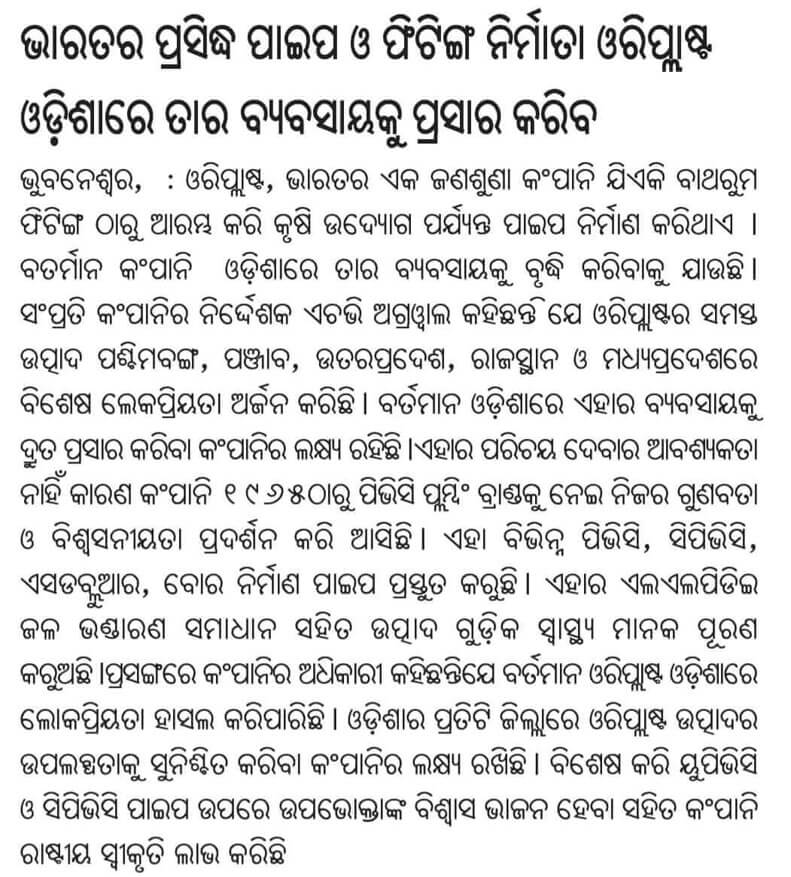 ଭାରତର ପ୍ରସିଦ୍ଧ ପାଇପ ଓ ଫିଟିଙ୍ଗ ନିର୍ମାତା ଓରିପ୍ଲାଷ୍ଟ
ଓଡ଼ିଶାରେ ତାର ବ୍ୟବସାୟକୁ ପ୍ରସାର କରିବ
ଭୁବନେଶ୍ୱର, : ଓରିପ୍ଲାଷ୍ଟ, ଭାରତର ଏକ ଜଣଶୁଣା କଂପାନି ଯିଏକି ବାଥରୁମ
ଫିଟିଙ୍ଗ ଠାରୁ ଆରମ୍ଭ କରି କୃଷି ଉଦ୍ୟୋଗ ପର୍ଯ୍ୟନ୍ତ ପାଇପ ନିର୍ମାଣ କରିଥାଏ ।
ବତର୍ମାନ କଂପାନି ଓଡ଼ିଶାରେ ତାର ବ୍ୟବସାୟକୁ ବୃଦ୍ଧି କରିବାକୁ ଯାଉଛି।
ସଂପ୍ରତି କଂପାନିର ନିର୍ଦ୍ଦେଶକ ଏଚଭି ଅଗ୍ରୱାଲ କହିଛନ୍ତି ଯେ ଓରିପ୍ଲାଷ୍ଟର ସମସ୍ତ
ଉତ୍ପାଦ ପଶ୍ଚିମବଙ୍ଗ, ପଞ୍ଜାବ, ଉତରପ୍ରଦେଶ, ରାଜସ୍ଥାନ ଓ ମଧ୍ୟପ୍ରଦେଶରେ
ବିଶେଷ ଲେକପ୍ରିୟତା ଅର୍ଜନ କରିଛି। ବର୍ତମାନ ଓଡ଼ିଶାରେ ଏହାର ବ୍ୟବସାୟକୁ
ଦ୍ରୁତ ପ୍ରସାର କରିବା କଂପାନିର ଲକ୍ଷ୍ୟ ରହିଛି ।ଏହାର ପରିଚୟ ଦେବାର ଆବଶ୍ୟକତା
ନାହିଁ କାରଣ କଂପାନି ୧୯୬୫ଠାରୁ ପିଭିସି ପ୍ଲମ୍ବିଂ ବ୍ରାଣ୍ଡକୁ ନେଇ ନିଜର ଗୁଣବତା
ଓ ବିଶ୍ୱସନୀୟତା ପ୍ରଦର୍ଶନ କରି ଆସିଛି। ଏହା ବିଭିନ୍ନ ପିଭିସି, ସିପିଭିସି,
ଏସଡବ୍ଲୁଆର, ବୋର ନିର୍ମାଣ ପାଇପ ପ୍ରସ୍ତୁତ କରୁଛି। ଏହାର ଏଲଏଲପିଡିଇ
ଜଳ ଭଣ୍ଡାରଣ ସମାଧାନ ସହିତ ଉତ୍ପାଦ ଗୁଡ଼ିକ ସ୍ୱାସ୍ଥ୍ୟ ମାନକ ପୂରଣ
କରୁଅଛି ।ପ୍ରସଙ୍ଗରେ କଂପାନିର ଅଧିକାରୀ କହିଛନ୍ତିଯେ ବର୍ତମାନ ଓରିପ୍ଲାଷ୍ଟ ଓଡ଼ିଶାରେ
ଲୋକପ୍ରିୟତା ହାସଲ କରିପାରିଛି। ଓଡ଼ିଶାର ପ୍ରତିଟି ଜିଲ୍ଲାରେ ଓରିପ୍ଲାଷ୍ଟ ଉତ୍ପାଦର
ଉପଲବ୍ଧତାକୁ ସୁନିଶ୍ଚିତ କରିବା କଂପାନିର ଲକ୍ଷ୍ୟ ରଖିଛି। ବିଶେଷ କରି ୟୁପିଭିସି
ଓ ସିପିଭିସି ପାଇପ ଉପରେ ଉପଭୋକ୍ତାଙ୍କ ବିଶ୍ୱାସ ଭାଜନ ହେବା ସହିତ କଂପାନି
ରାଷ୍ଟୀୟ ସ୍ୱୀକୃତି ଲାଭ କରିଛି